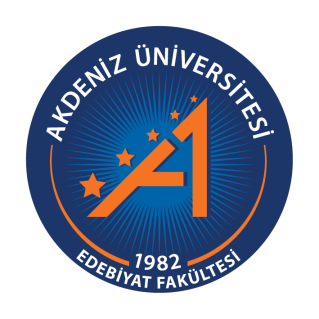 AKDENİZ ÜNİVERSİTESİ
1982
EDEBİYAT FAKÜLTESİ